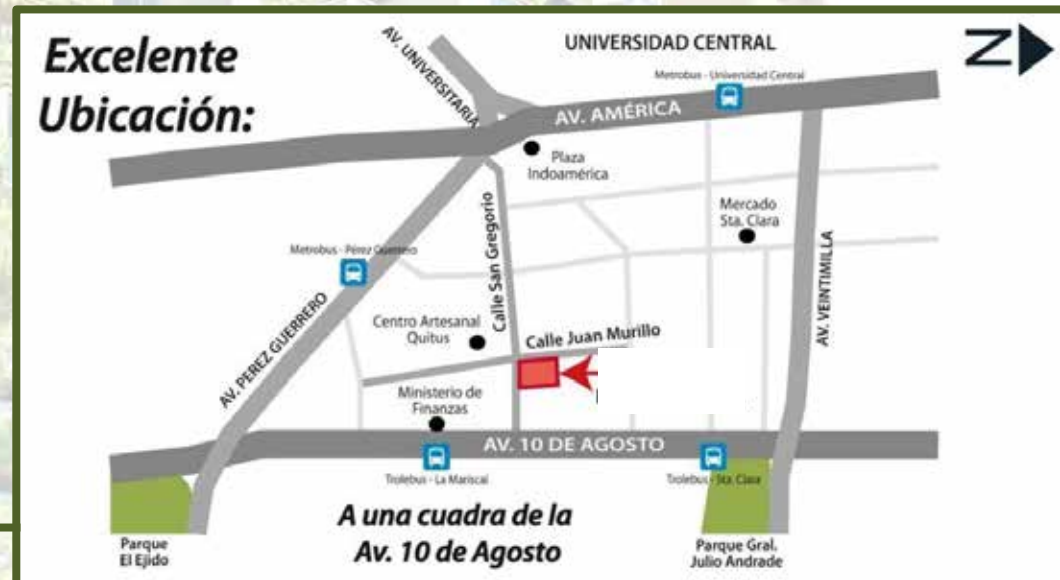 Excelente
Ubicación:
AV. UNIVERSITARIA
UNIVERSIDAD CENTRAL
Metrobus - Universidad Central
N
AV. AMÉRICA
Plaza
Indoamérica
Mercado
Sta. Clara
Calle San Gregorio
Metrobus - Pérez Guerrero
AV. PEREZ GUERRERO
AV. VEINTIMILLA
Centro Artesanal
Quitus
Calle Juan Murillo
Ministerio de
Finanzas
AV. 10 DE AGOSTO
Trolebus - La Mariscal
Trolebus - Sta. Clara
A una cuadra de la
Av. 10 de Agosto
Parque
El Ejido
Parque Gral.
Julio Andrade